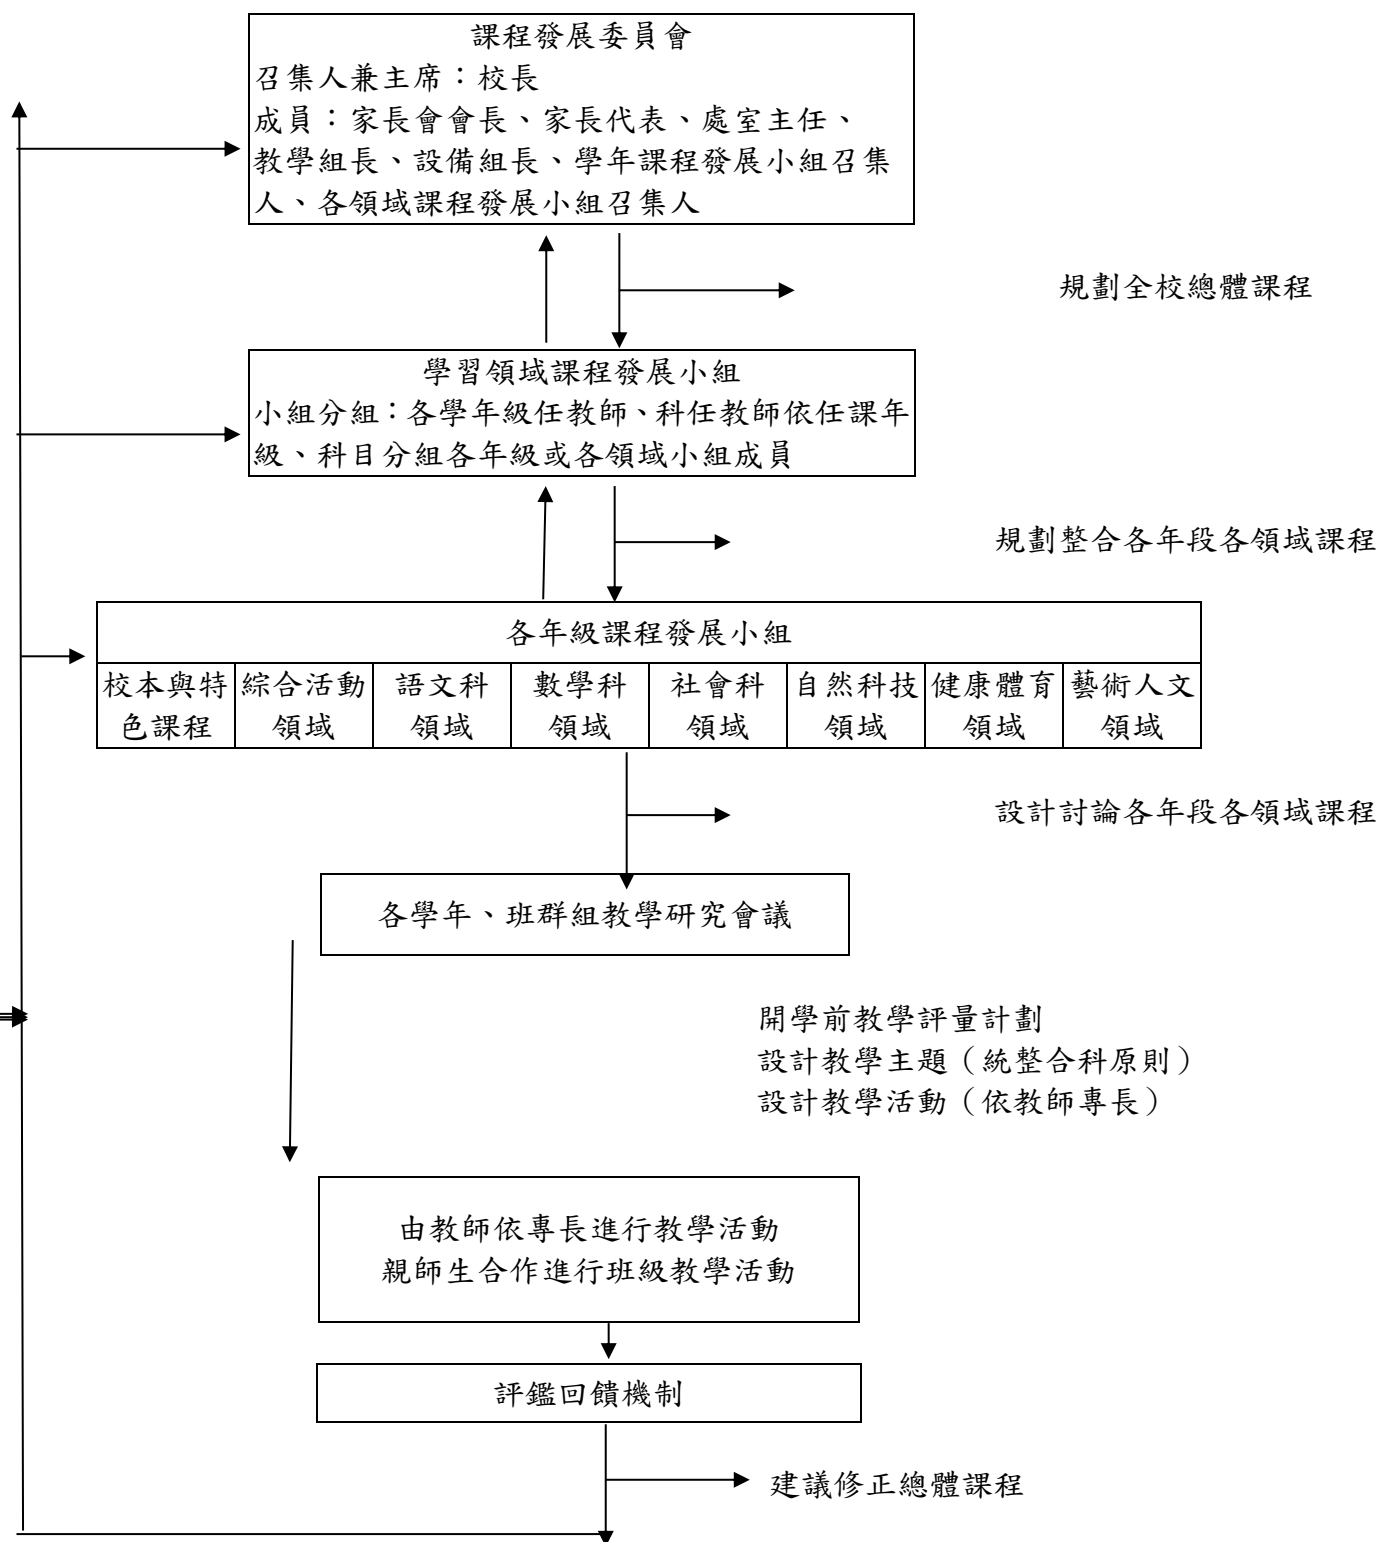 課程發展委員會
召集人兼主席：校長
成員：家長會會長、家長代表、處室主任、
教學組長、設備組長、學年課程發展小組召集
人、各領域課程發展小組召集人
規劃全校總體課程
學習領域課程發展小組
小組分組：各學年級任教師、科任教師依任課年
級、科目分組各年級或各領域小組成員
規劃整合各年段各領域課程
各年級課程發展小組
校本與特
色課程
綜合活動
領域
語文科
領域
數學科
領域
社會科
領域
自然科技
領域
健康體育
領域
藝術人文
領域
設計討論各年段各領域課程
各學年、班群組教學研究會議
開學前教學評量計劃
設計教學主題（統整合科原則）
設計教學活動（依教師專長）
由教師依專長進行教學活動
親師生合作進行班級教學活動
評鑑回饋機制
建議修正總體課程